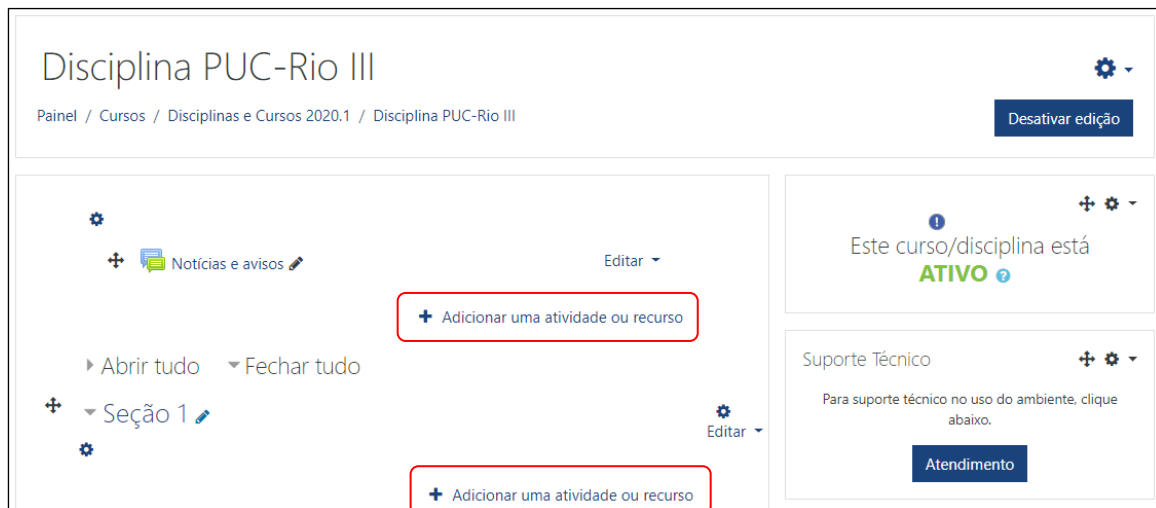 Disciplina PUC-Rio III
Painel / Cursos / Disciplinas e Cursos 2020.1 / Disciplina PUC-Rio III
Desativar edição
Notícias e avisos
Editar
Adicionar uma atividade ou recurso
Abrir tudo
Fechar tudo
Seção 1
Editar
Adicionar uma atividade ou recurso
Este curso/disciplina está
ATIVO
Suporte Técnico
Para suporte técnico no uso do ambiente, clique
abaixo.
Atendimento